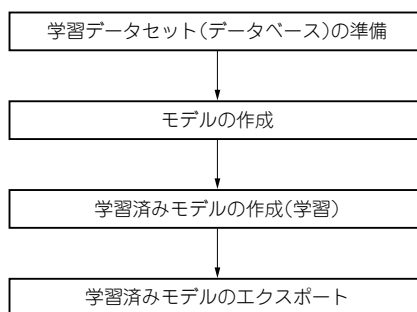 学習データセット(データベース)の準備
モデルの作成
学習済みモデルの作成(学習)
学習済みモデルのエクスポート